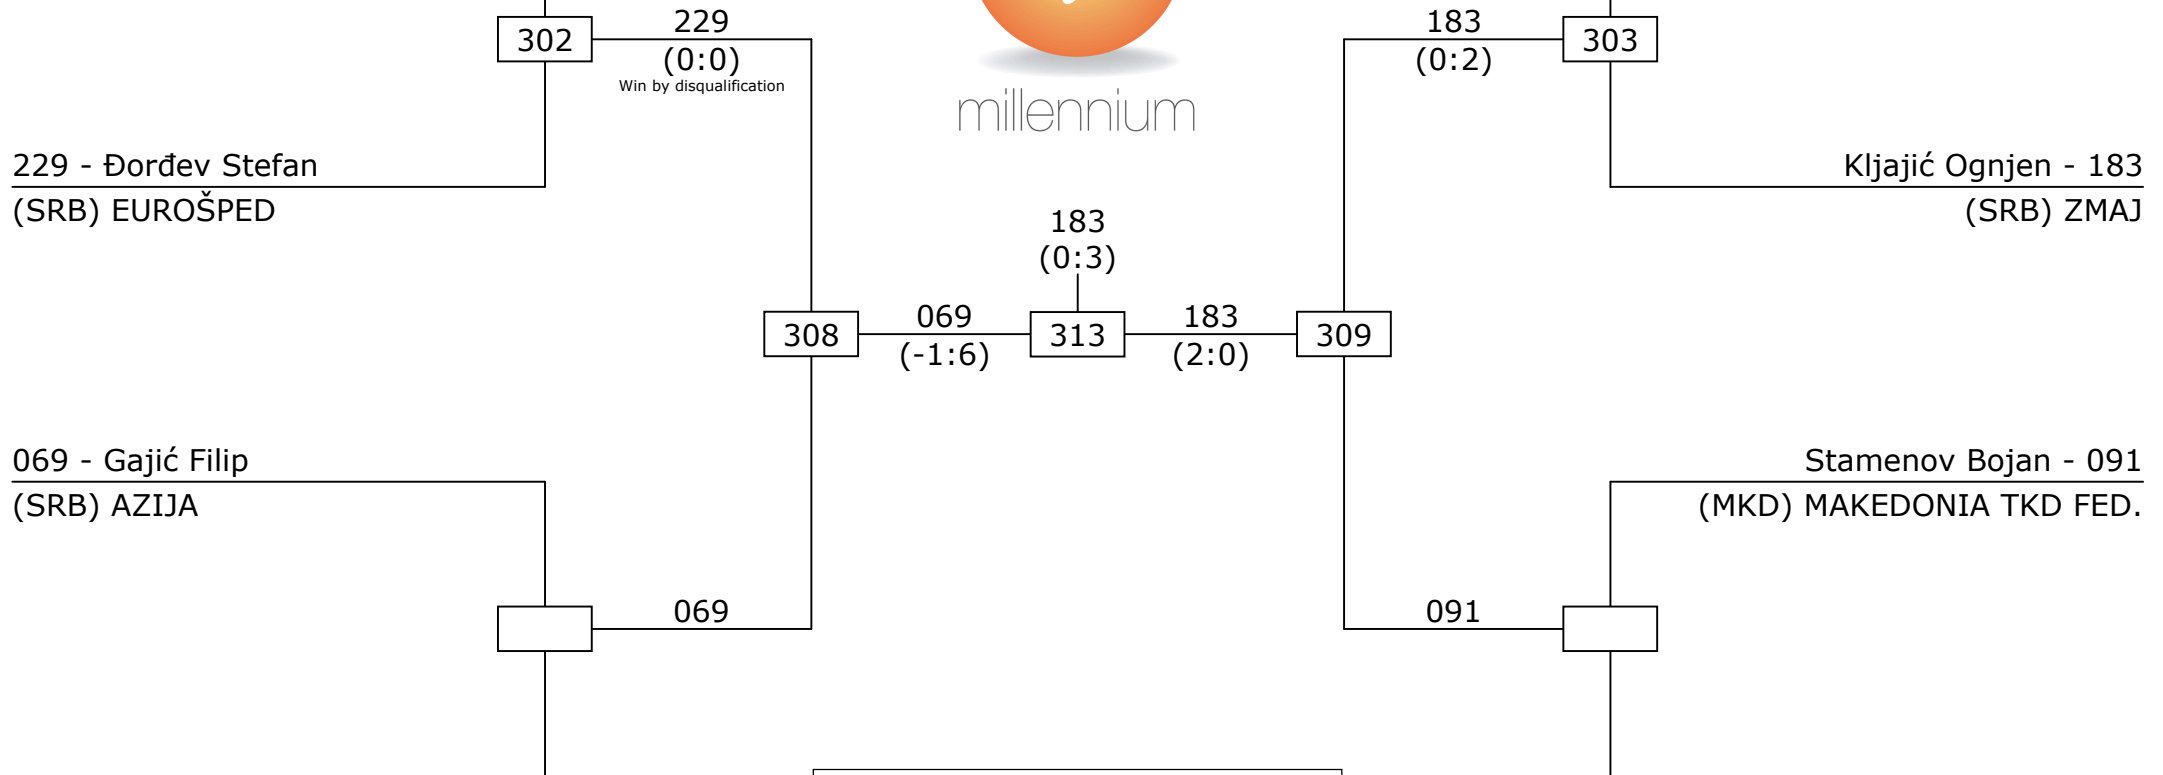 302
229
(0:0)
Win by disqualification
183
(0:2)
303
millennium
229 - Đorđev Stefan
(SRB) EUROŠPED
Kljajić Ognjen - 183
(SRB) ZMAJ
183
(0:3)
308
069
(-1:6)
313
183
(2:0)
309
069 - Gajić Filip
(SRB) AZIJA
Stamenov Bojan - 091
(MKD) MAKEDONIA TKD FED.
069
091